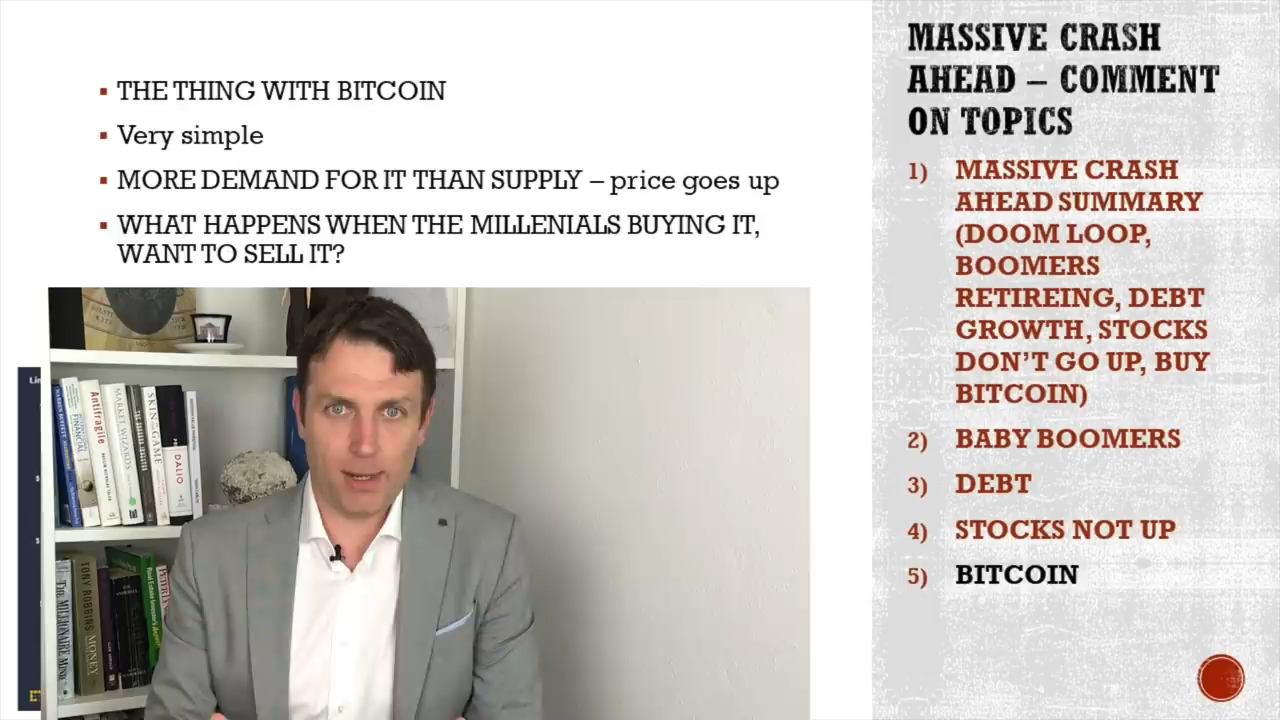 THE THING WITH BITCOIN
Very simple
MORE DEMAND FOR IT THAN SUPPLY – price goes up
WHAT HAPPENS WHEN THE MILLENIALS BUYING IT,
WANT TO SELL IT?
MASSIVE CRASH
AHEAD – COMMENT
ON TOPICS
1) MASSIVE CRASH
AHEAD SUMMARY
(DOOM LOOP,
BOOMERS
RETIREING, DEBT
GROWTH, STOCKS
DON'T GO UP, BUY
BITCOIN)
2) BABY BOOMERS
3) DEBT
4) STOCKS NOT UP
5) BITCOIN
Antifragile
MARKET WIZARDS
SKIN IN THE GAME
DALIO
THE MILLIONAIRE MIND
TONY ROBBINS MONEY